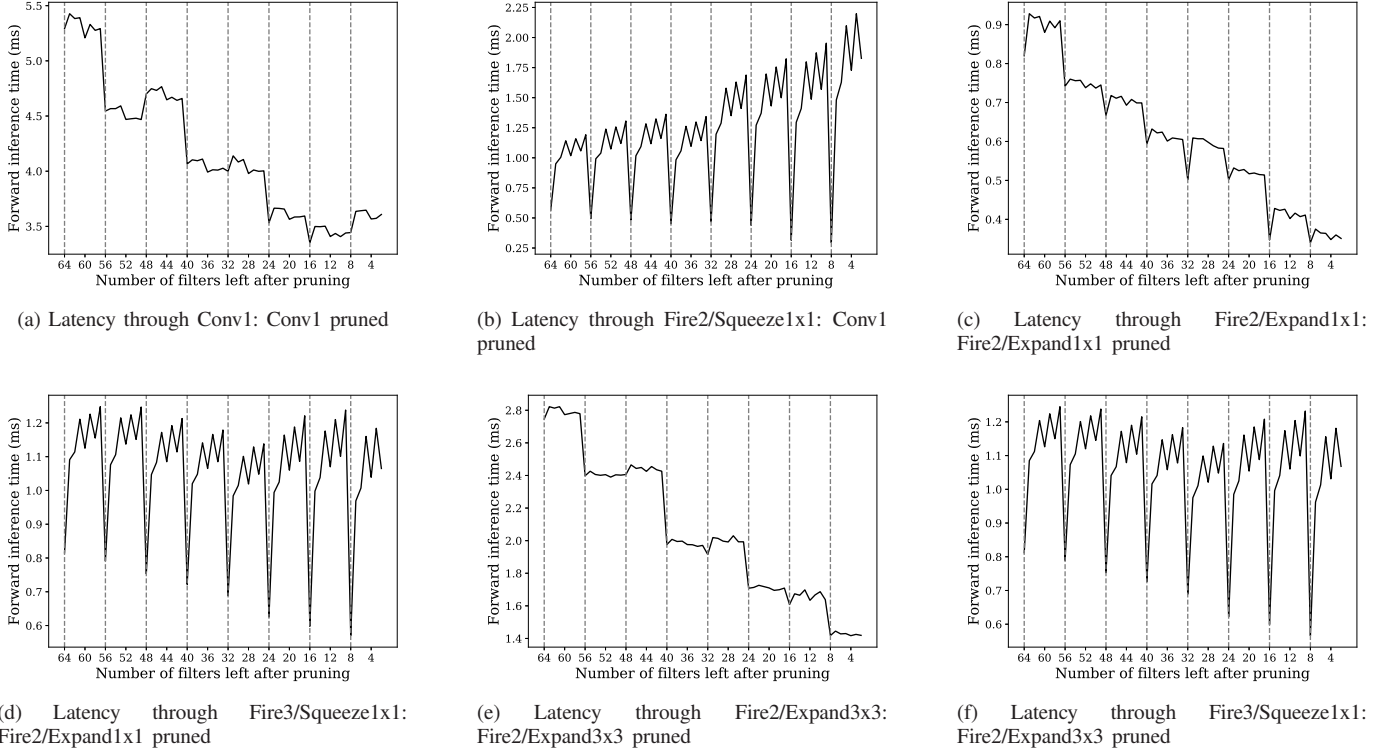 5.5
5.0
4.5
4.0
3.5
Forward inference time (ms)
64 60 56 52 48 44 40 36 32 28 24 20 16 12 8 4
Number of filters left after pruning
(a) Latency through Conv1: Conv1 pruned
2.25
2.00
1.75
1.50
1.25
1.00
0.75
0.50
0.25
Forward inference time (ms)
64 60 56 52 48 44 40 36 32 28 24 20 16 12 8 4
Number of filters left after pruning
(b) Latency through Fire2/Squeeze1x1: Conv1
pruned
0.9
0.8
0.7
0.6
0.5
0.4
Forward inference time (ms)
64 60 56 52 48 44 40 36 32 28 24 20 16 12 8 4
Number of filters left after pruning
(c) Latency through Fire2/Expand1x1:
Fire2/Expand1x1 pruned
1.2
1.1
1.0
0.9
0.8
0.7
0.6
Forward inference time (ms)
64 60 56 52 48 44 40 36 32 28 24 20 16 12 8 4
Number of filters left after pruning
(d) Latency through Fire3/Squeeze1x1:
Fire2/Expand1x1 pruned
2.8
2.6
2.4
2.2
2.0
1.8
1.6
1.4
Forward inference time (ms)
64 60 56 52 48 44 40 36 32 28 24 20 16 12 8 4
Number of filters left after pruning
(e) Latency through Fire2/Expand3x3:
Fire2/Expand3x3 pruned
1.2
1.1
1.0
0.9
0.8
0.7
0.6
Forward inference time (ms)
64 60 56 52 48 44 40 36 32 28 24 20 16 12 8 4
Number of filters left after pruning
(f) Latency through Fire3/Squeeze1x1:
Fire2/Expand3x3 pruned